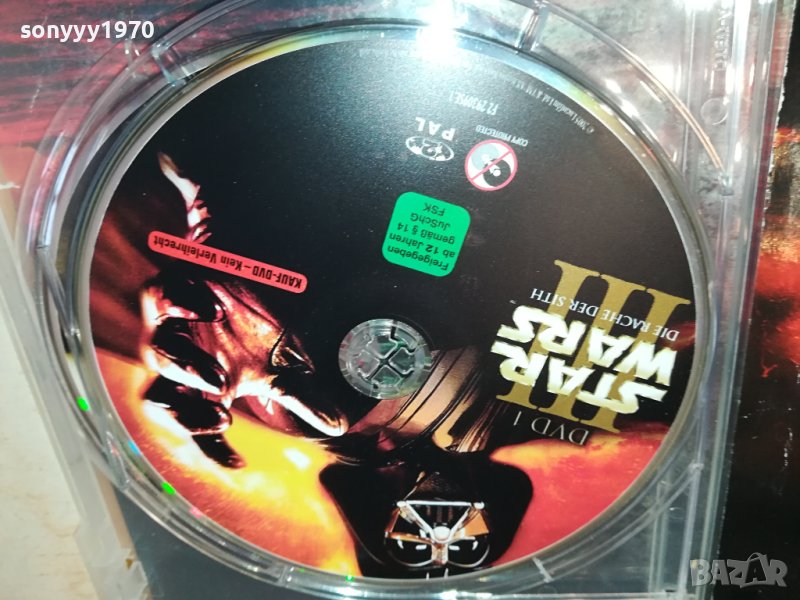 sonyyy1970
DVD 1
STAR
WARS
III
DIE RACHE DER SITH
Freigegeben
ab 12 Jahren
gemäß § 14
JuSchG
FSK
KAUF-DVD – Kein Verleihrecht
COPY PROTECTED
2
PAL
BAZAR